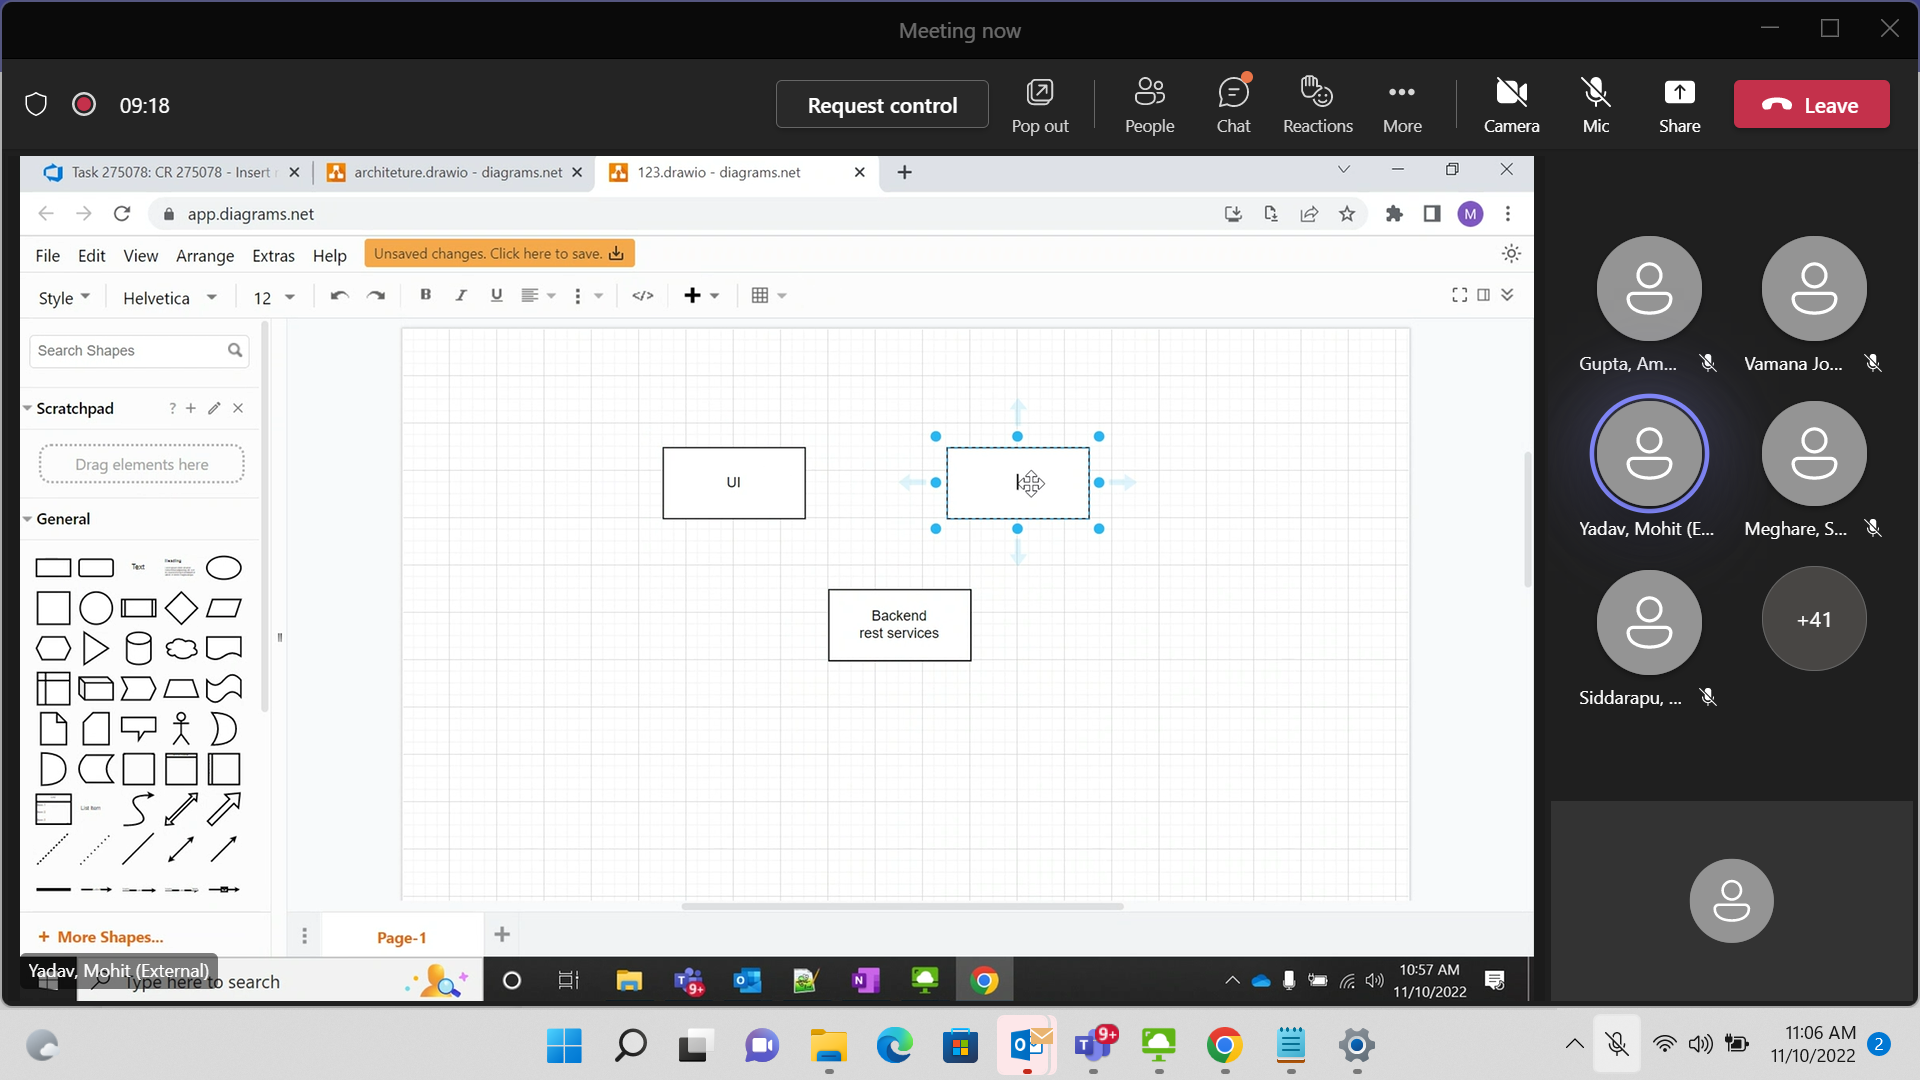 Meeting now
09:18
Request control
Pop out
People
Chat
Reactions
More
Camera
Mic
Share
Leave
Task 275078: CR 275078 - Insert
architeture.drawio - diagrams.net
123.drawio - diagrams.net
app.diagrams.net
M
File
Edit
View
Arrange
Extras
Help
Unsaved changes. Click here to save.
Style
Helvetica
12
B
I
U
</>
Search Shapes
Scratchpad
?
Drag elements here
General
Text
Heading
List Item
+ More Shapes...
UI
Backend
rest services
Page-1
Yadav, Mohit (External)
Type here to search
9+
10:57 AM
11/10/2022
Gupta, Am...
Vamana Jo...
Yadav, Mohit (E...
Meghare, S...
Siddarapu, ...
+41
9+
11:06 AM
11/10/2022
2